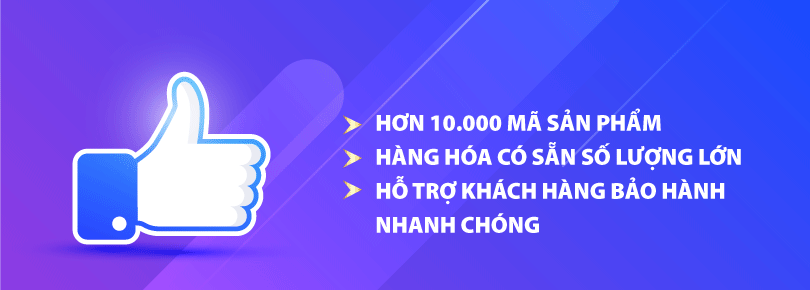 HƠN 10.000 MÃ SẢN PHẨM
HÀNG HÓA CÓ SẴN SỐ LƯỢNG LỚN
HỖ TRỢ KHÁCH HÀNG BẢO HÀNH
NHANH CHÓNG